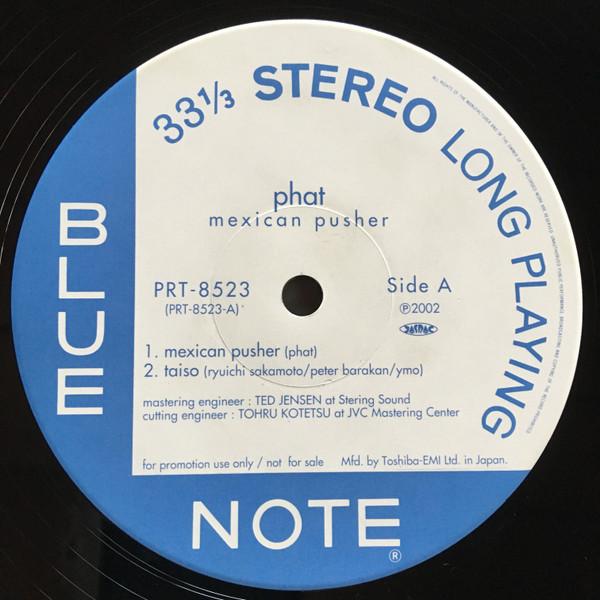 33⅓ STEREO LONG PLAYING
BLUE
NOTE®
phat
mexican pusher
PRT-8523
(PRT-8523-A)
Side A
℗2002
JASRAC
1. mexican pusher (phat)
2. taiso (ryuichi sakamoto/peter barakan/ymo)
mastering engineer : TED JENSEN at Stering Sound
cutting engineer : TOHRU KOTETSU at JVC Mastering Center
for promotion use only / not for sale Mfd. by Toshiba-EMI Ltd. in Japan.